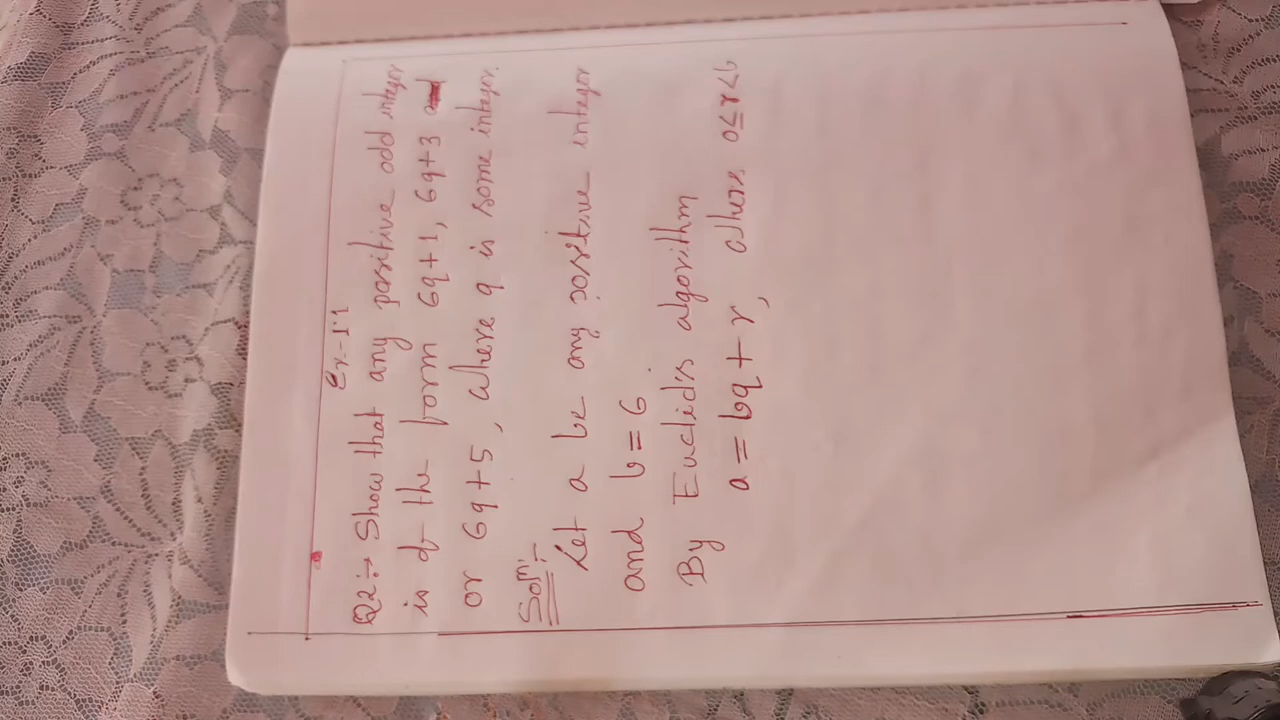 Ex-1.1
Q2:→ Show that any positive odd integer
is of the form 6q+1, 6q+3
or 6q+5, where q is some integer.
Soln:-
Let a be any positive integer
and b=6
By Euclid's algorithm
a = bq + r, where 0≤r<b